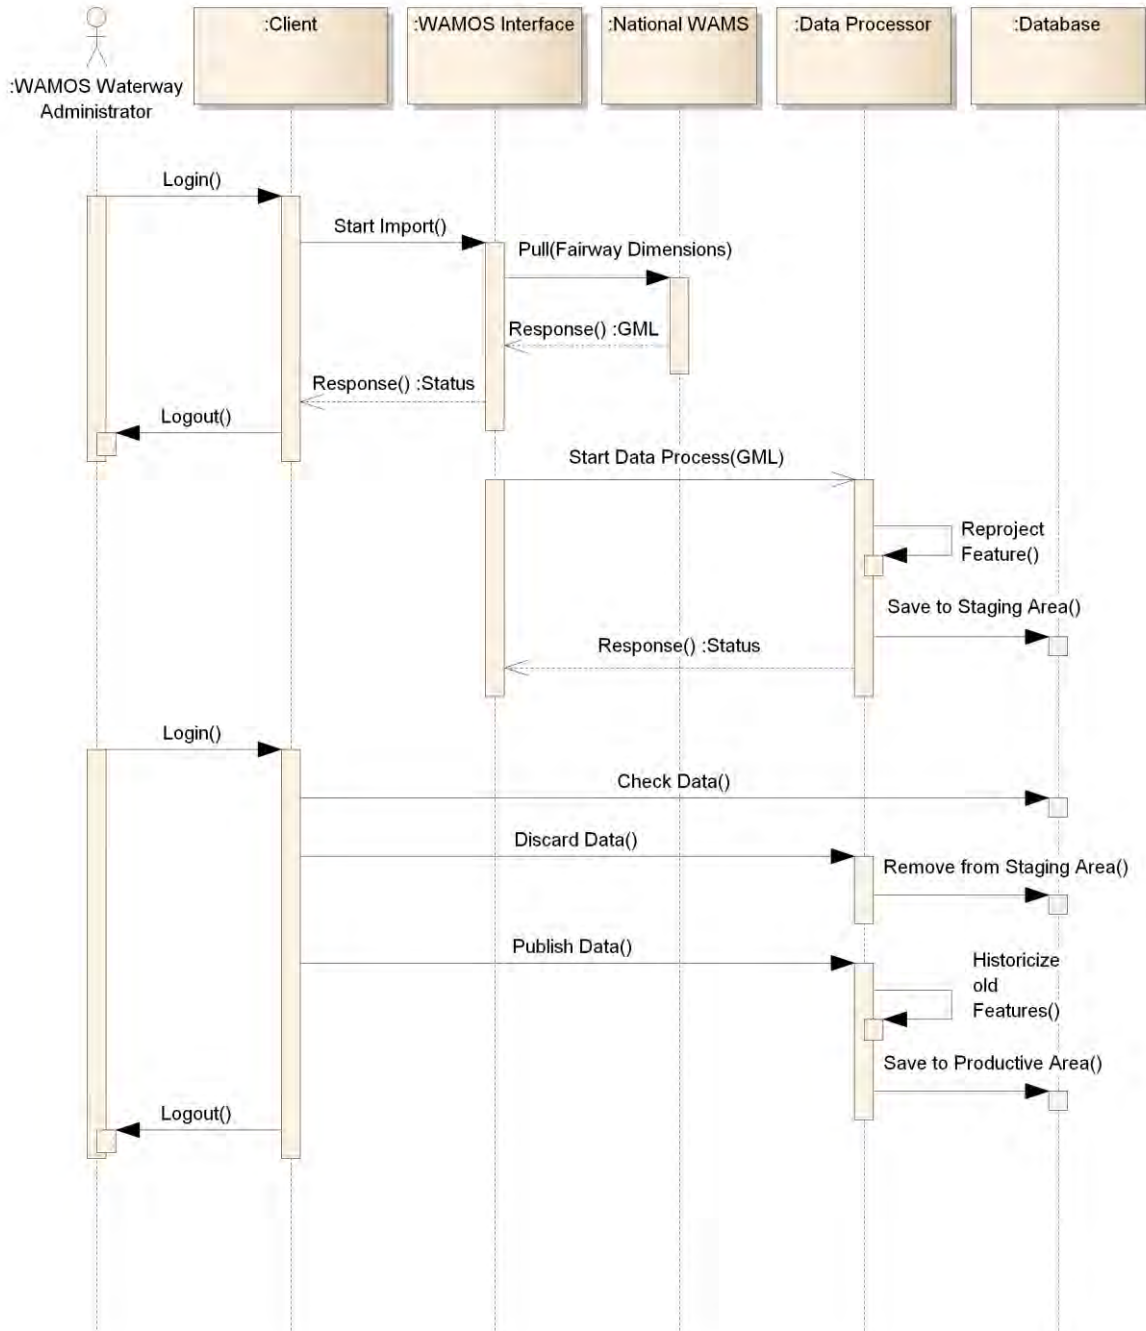 :WAMOS Waterway
Administrator
:Client
:WAMOS Interface
:National WAMS
:Data Processor
:Database
Login()
Start Import()
Pull(Fairway Dimensions)
Response() :GML
Response() :Status
Logout()
Start Data Process(GML)
Reproject
Feature()
Save to Staging Area()
Response() :Status
Login()
Check Data()
Discard Data()
Remove from Staging Area()
Publish Data()
Historicize
old
Features()
Save to Productive Area()
Logout()